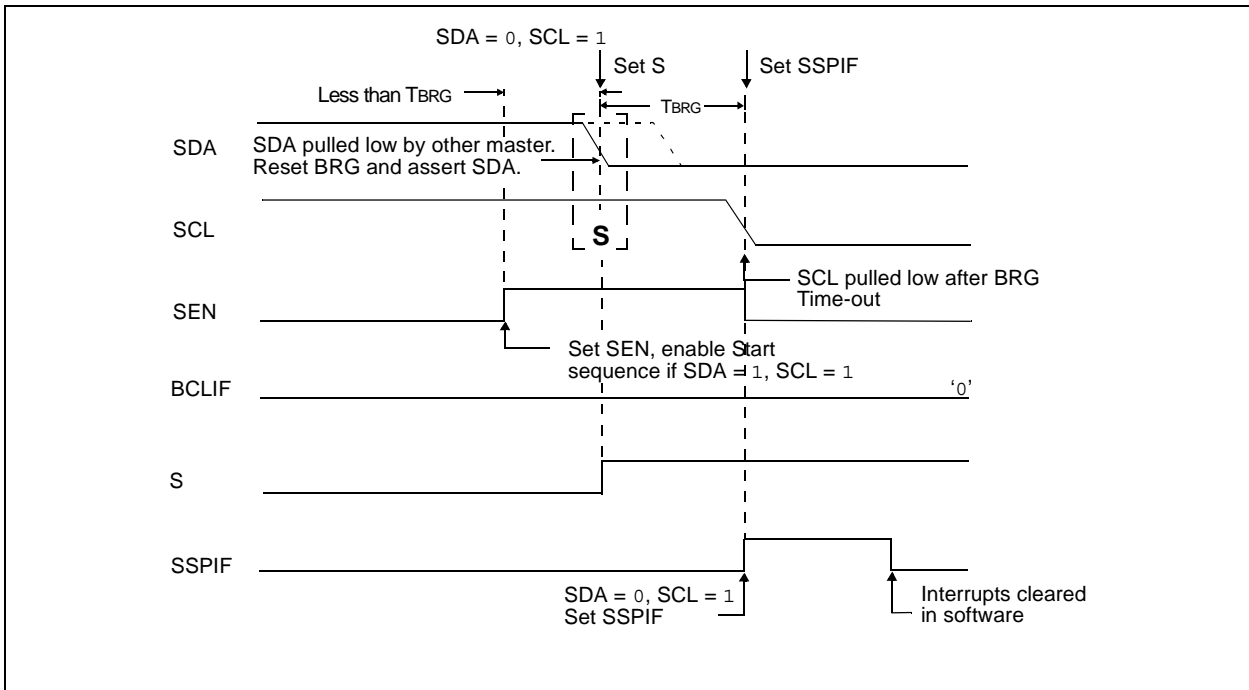 SDA = 0, SCL = 1
Set S
Set SSPIF
Less than TBRG
TBRG
SDA
SDA pulled low by other master.
Reset BRG and assert SDA.
SCL
S
SCL pulled low after BRG
Time-out
SEN
Set SEN, enable Start
sequence if SDA = 1, SCL = 1
BCLIF
‘0’
S
SSPIF
SDA = 0, SCL = 1
Set SSPIF
Interrupts cleared
in software